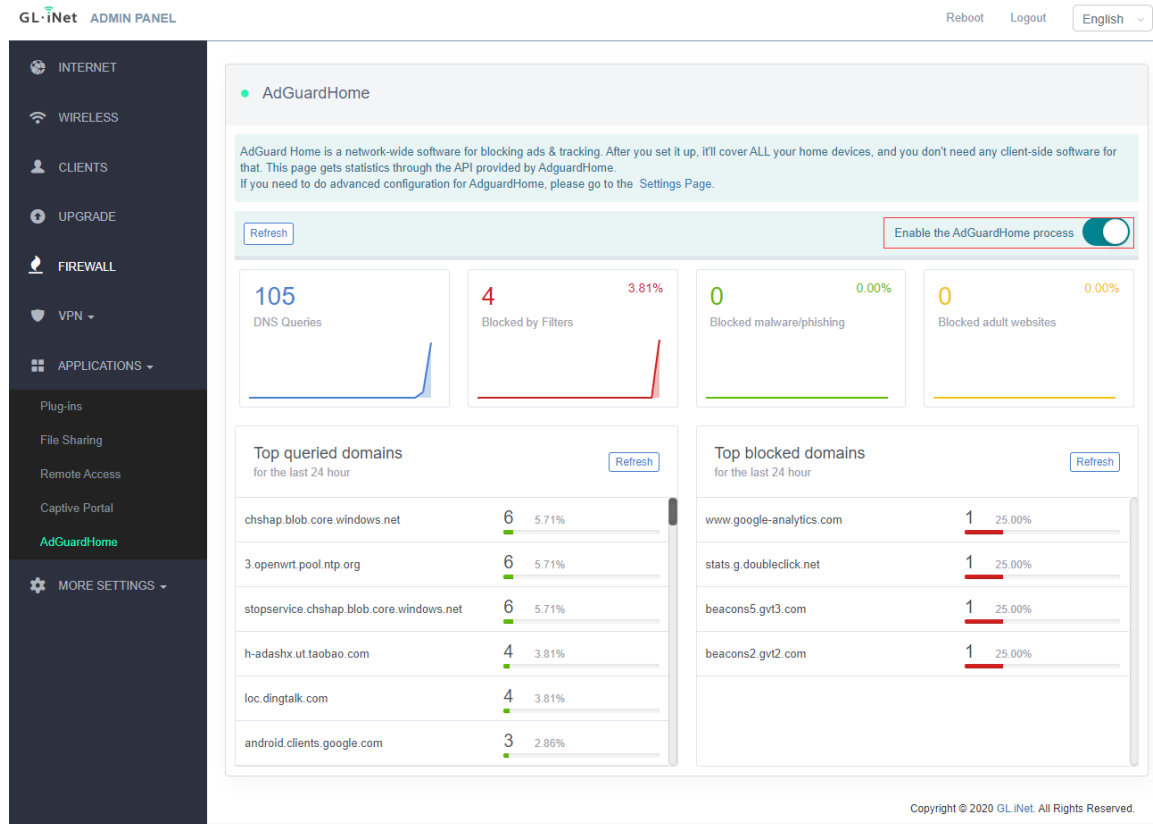 GL·iNet ADMIN PANEL
Reboot Logout English
INTERNET
WIRELESS
CLIENTS
UPGRADE
FIREWALL
VPN
APPLICATIONS
Plug-ins
File Sharing
Remote Access
Captive Portal
AdGuardHome
MORE SETTINGS
AdGuardHome
AdGuard Home is a network-wide software for blocking ads & tracking. After you set it up, it'll cover ALL your home devices, and you don't need any client-side software for
that. This page gets statistics through the API provided by AdguardHome.
If you need to do advanced configuration for AdguardHome, please go to the Settings Page.
Refresh
Enable the AdGuardHome process
105
DNS Queries
4 3.81%
Blocked by Filters
0 0.00%
Blocked malware/phishing
0 0.00%
Blocked adult websites
Top queried domains
for the last 24 hour
Refresh
chshap.blob.core.windows.net 6 5.71%
3.openwrt.pool.ntp.org 6 5.71%
stopservice.chshap.blob.core.windows.net 6 5.71%
h-adashx.ut.taobao.com 4 3.81%
loc.dingtalk.com 4 3.81%
android.clients.google.com 3 2.86%
Top blocked domains
for the last 24 hour
Refresh
www.google-analytics.com 1 25.00%
stats.g.doubleclick.net 1 25.00%
beacons5.gvt3.com 1 25.00%
beacons2.gvt2.com 1 25.00%
Copyright © 2020 GL.iNet. All Rights Reserved.